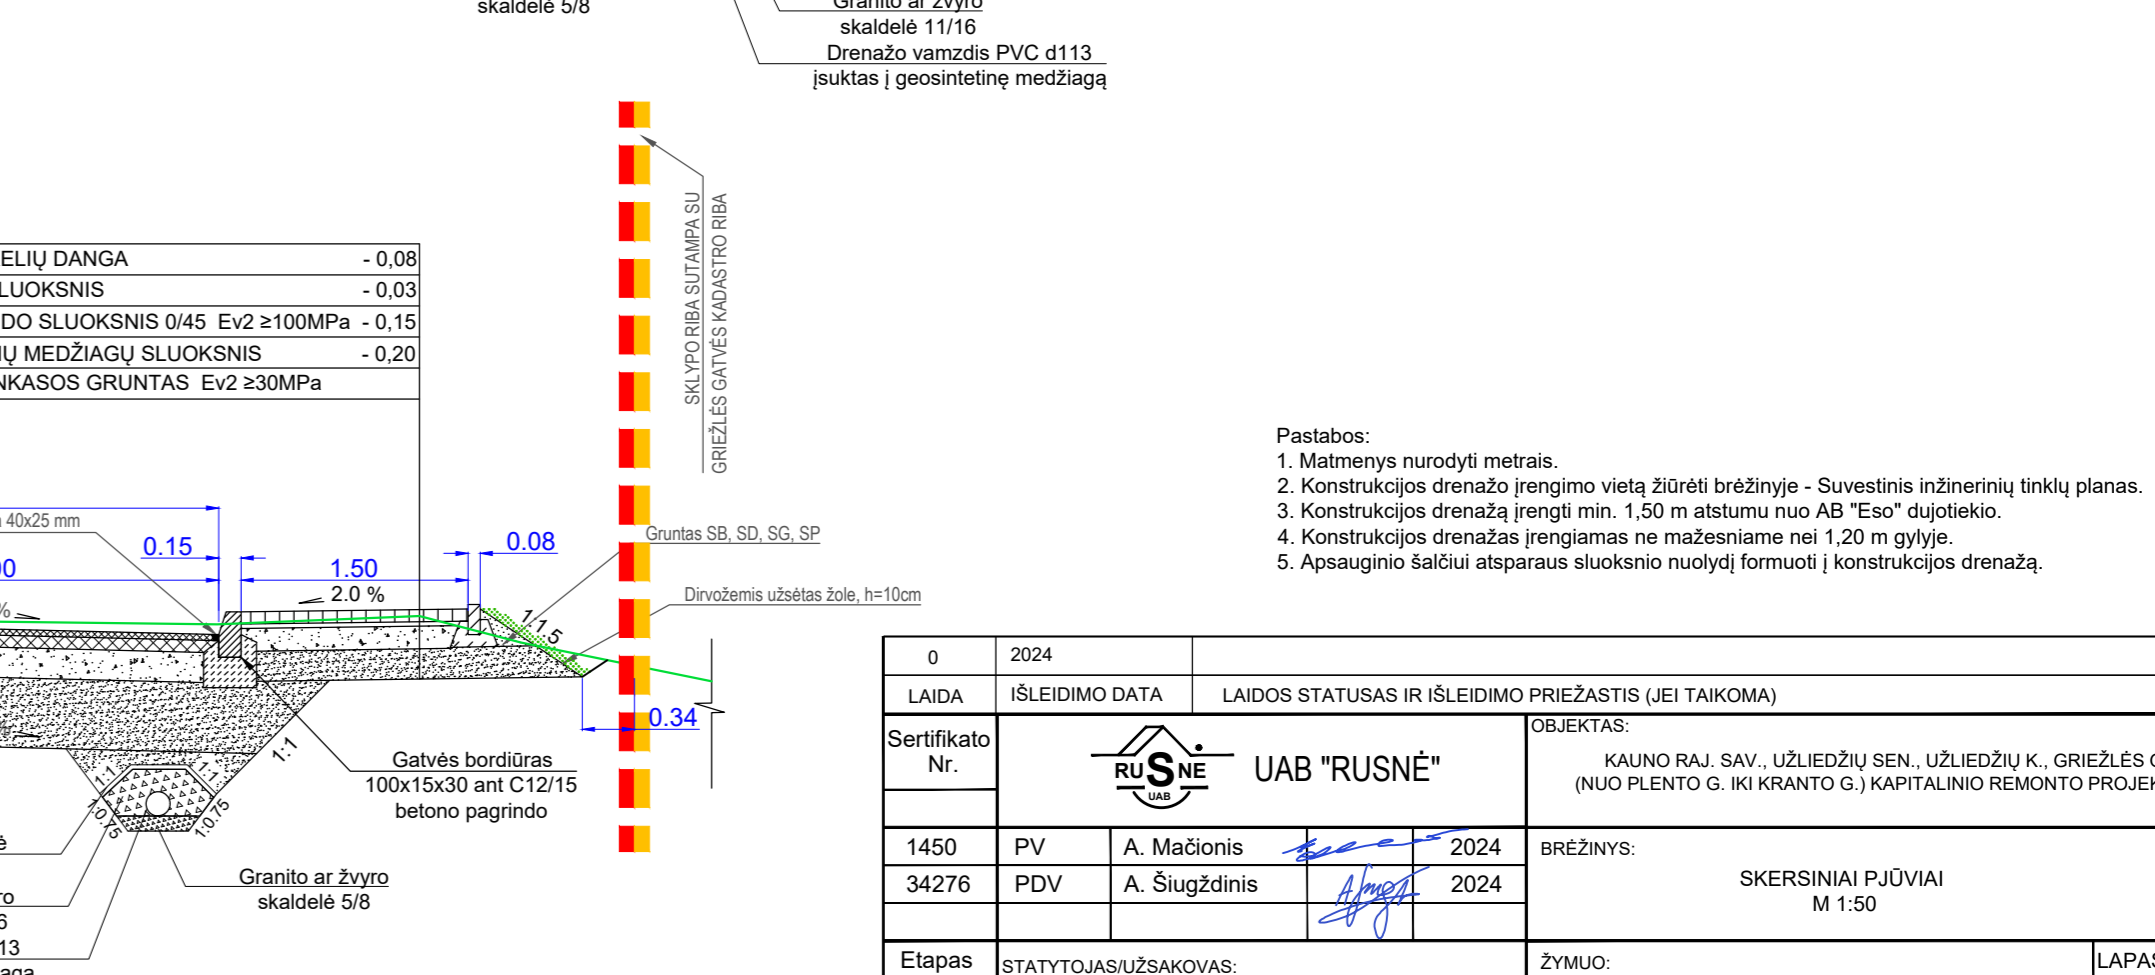 skaldelė 5/8
Granito ar žvyro
skaldelė 11/16
Drenažo vamzdis PVC d113
įsuktas į geosintetinę medžiagą
SKLYPO RIBA SUTAMPA SU
GRIEŽLĖS GATVĖS KADASTRO RIBA
ELIŲ DANGA - 0,08
LUOKSNIS - 0,03
DO SLUOKSNIS 0/45 Ev2 ≥100MPa - 0,15
IŲ MEDŽIAGŲ SLUOKSNIS - 0,20
NKASOS GRUNTAS Ev2 ≥30MPa
Pastabos:
1. Matmenys nurodyti metrais.
2. Konstrukcijos drenažo įrengimo vietą žiūrėti brėžinyje - Suvestinis inžinerinių tinklų planas.
3. Konstrukcijos drenažą įrengti min. 1,50 m atstumu nuo AB "Eso" dujotiekio.
4. Konstrukcijos drenažas įrengiamas ne mažesniame nei 1,20 m gylyje.
5. Apsauginio šalčiui atsparaus sluoksnio nuolydį formuoti į konstrukcijos drenažą.
40x25 mm
0.15
1.50
0.08
2.0 %
%
Gruntas SB, SD, SG, SP
Dirvožemis užsėtas žole, h=10cm
1:1.5
0.34
1:1
1:1
1:1
1:0.75
1:0.75
Gatvės bordiūras
100x15x30 ant C12/15
betono pagrindo
Granito ar žvyro
skaldelė 5/8
ė
ro
6
13
0 2024
LAIDA IŠLEIDIMO DATA LAIDOS STATUSAS IR IŠLEIDIMO PRIEŽASTIS (JEI TAIKOMA)
Sertifikato
Nr.
RUSNE
UAB
UAB "RUSNĖ"
OBJEKTAS:
KAUNO RAJ. SAV., UŽLIEDŽIŲ SEN., UŽLIEDŽIŲ K., GRIEŽLĖS G
(NUO PLENTO G. IKI KRANTO G.) KAPITALINIO REMONTO PROJEK
1450 PV A. Mačionis 2024
34276 PDV A. Šiugždinis 2024
BRĖŽINYS:
SKERSINIAI PJŪVIAI
M 1:50
Etapas STATYTOJAS/UŽSAKOVAS: ŽYMUO: LAPAS